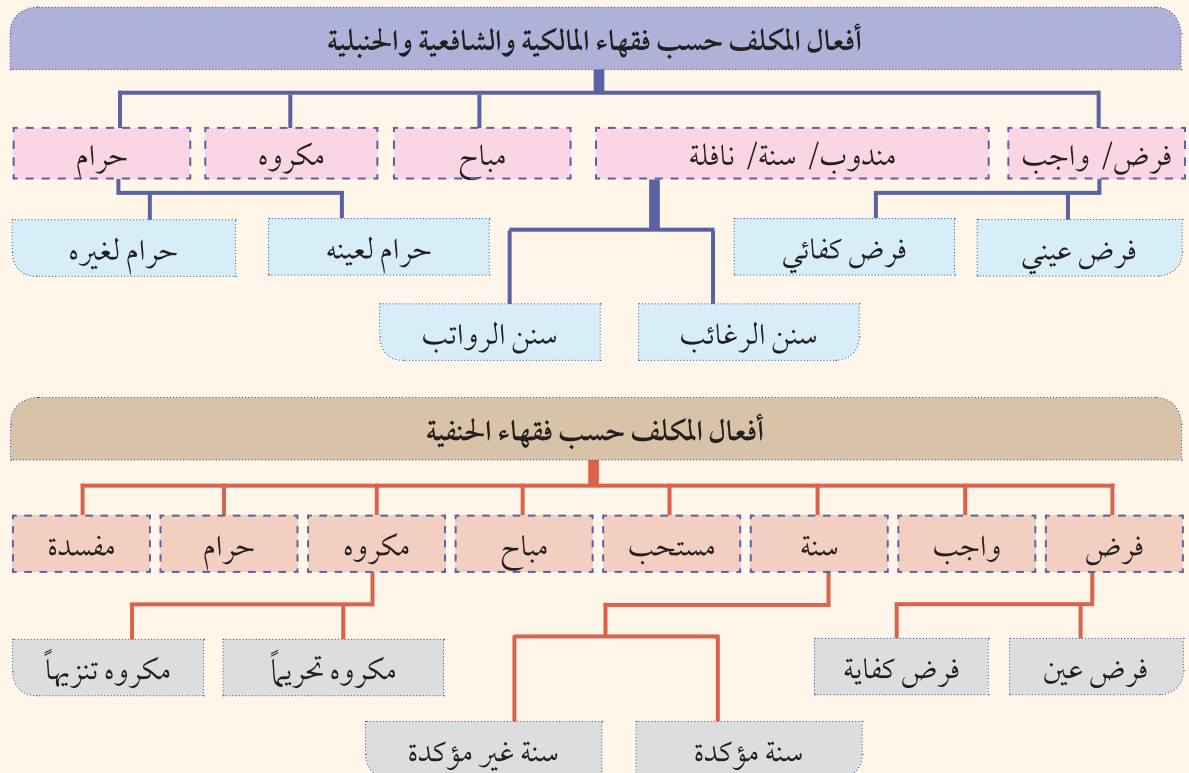 أفعال المكلف حسب فقهاء المالكية والشافعية والحنبلية
فرض/ واجب
مندوب/ سنة/ نافلة
مباح
مكروه
حرام
فرض عيني
فرض كفائي
حرام لعينه
حرام لغيره
سنن الرغائب
سنن الرواتب
أفعال المكلف حسب فقهاء الحنفية
فرض
واجب
سنة
مستحب
مباح
مكروه
حرام
مفسدة
فرض عين
فرض كفاية
مكروه تحريماً
مكروه تنزيهاً
سنة مؤكدة
سنة غير مؤكدة